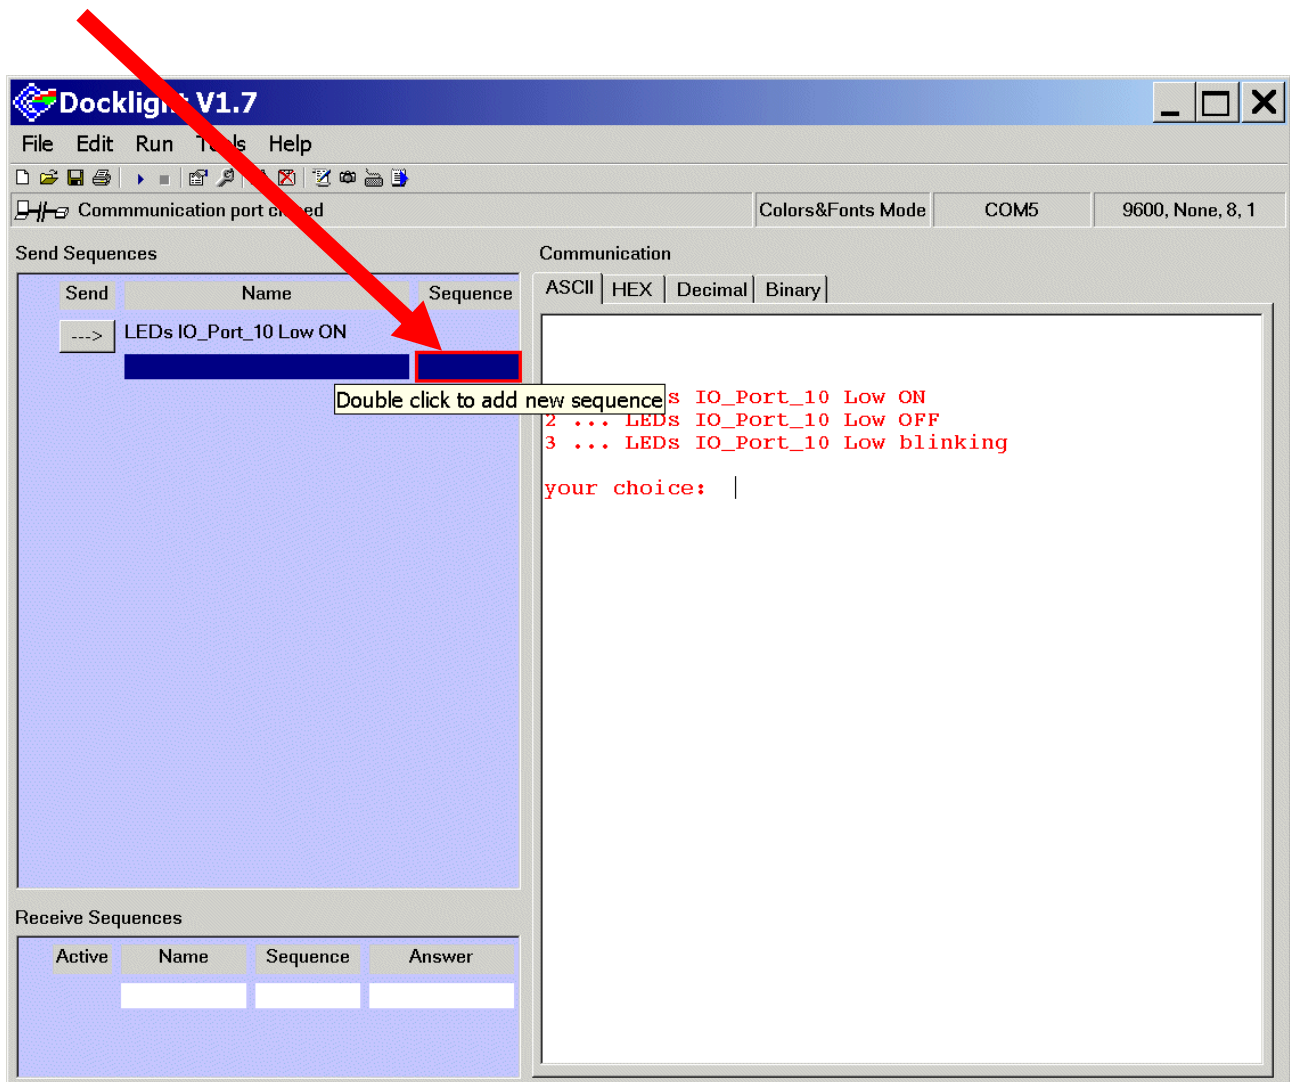 Docklight V1.7
File Edit Run Tools Help
Commmunication port closed
Colors&Fonts Mode
COM5
9600, None, 8, 1
Send Sequences
Send Name Sequence
---> LEDs IO_Port_10 Low ON
Double click to add new sequence
Communication
ASCII HEX Decimal Binary
s IO_Port_10 Low ON
2 ... LEDs IO_Port_10 Low OFF
3 ... LEDs IO_Port_10 Low blinking
your choice:
Receive Sequences
Active Name Sequence Answer